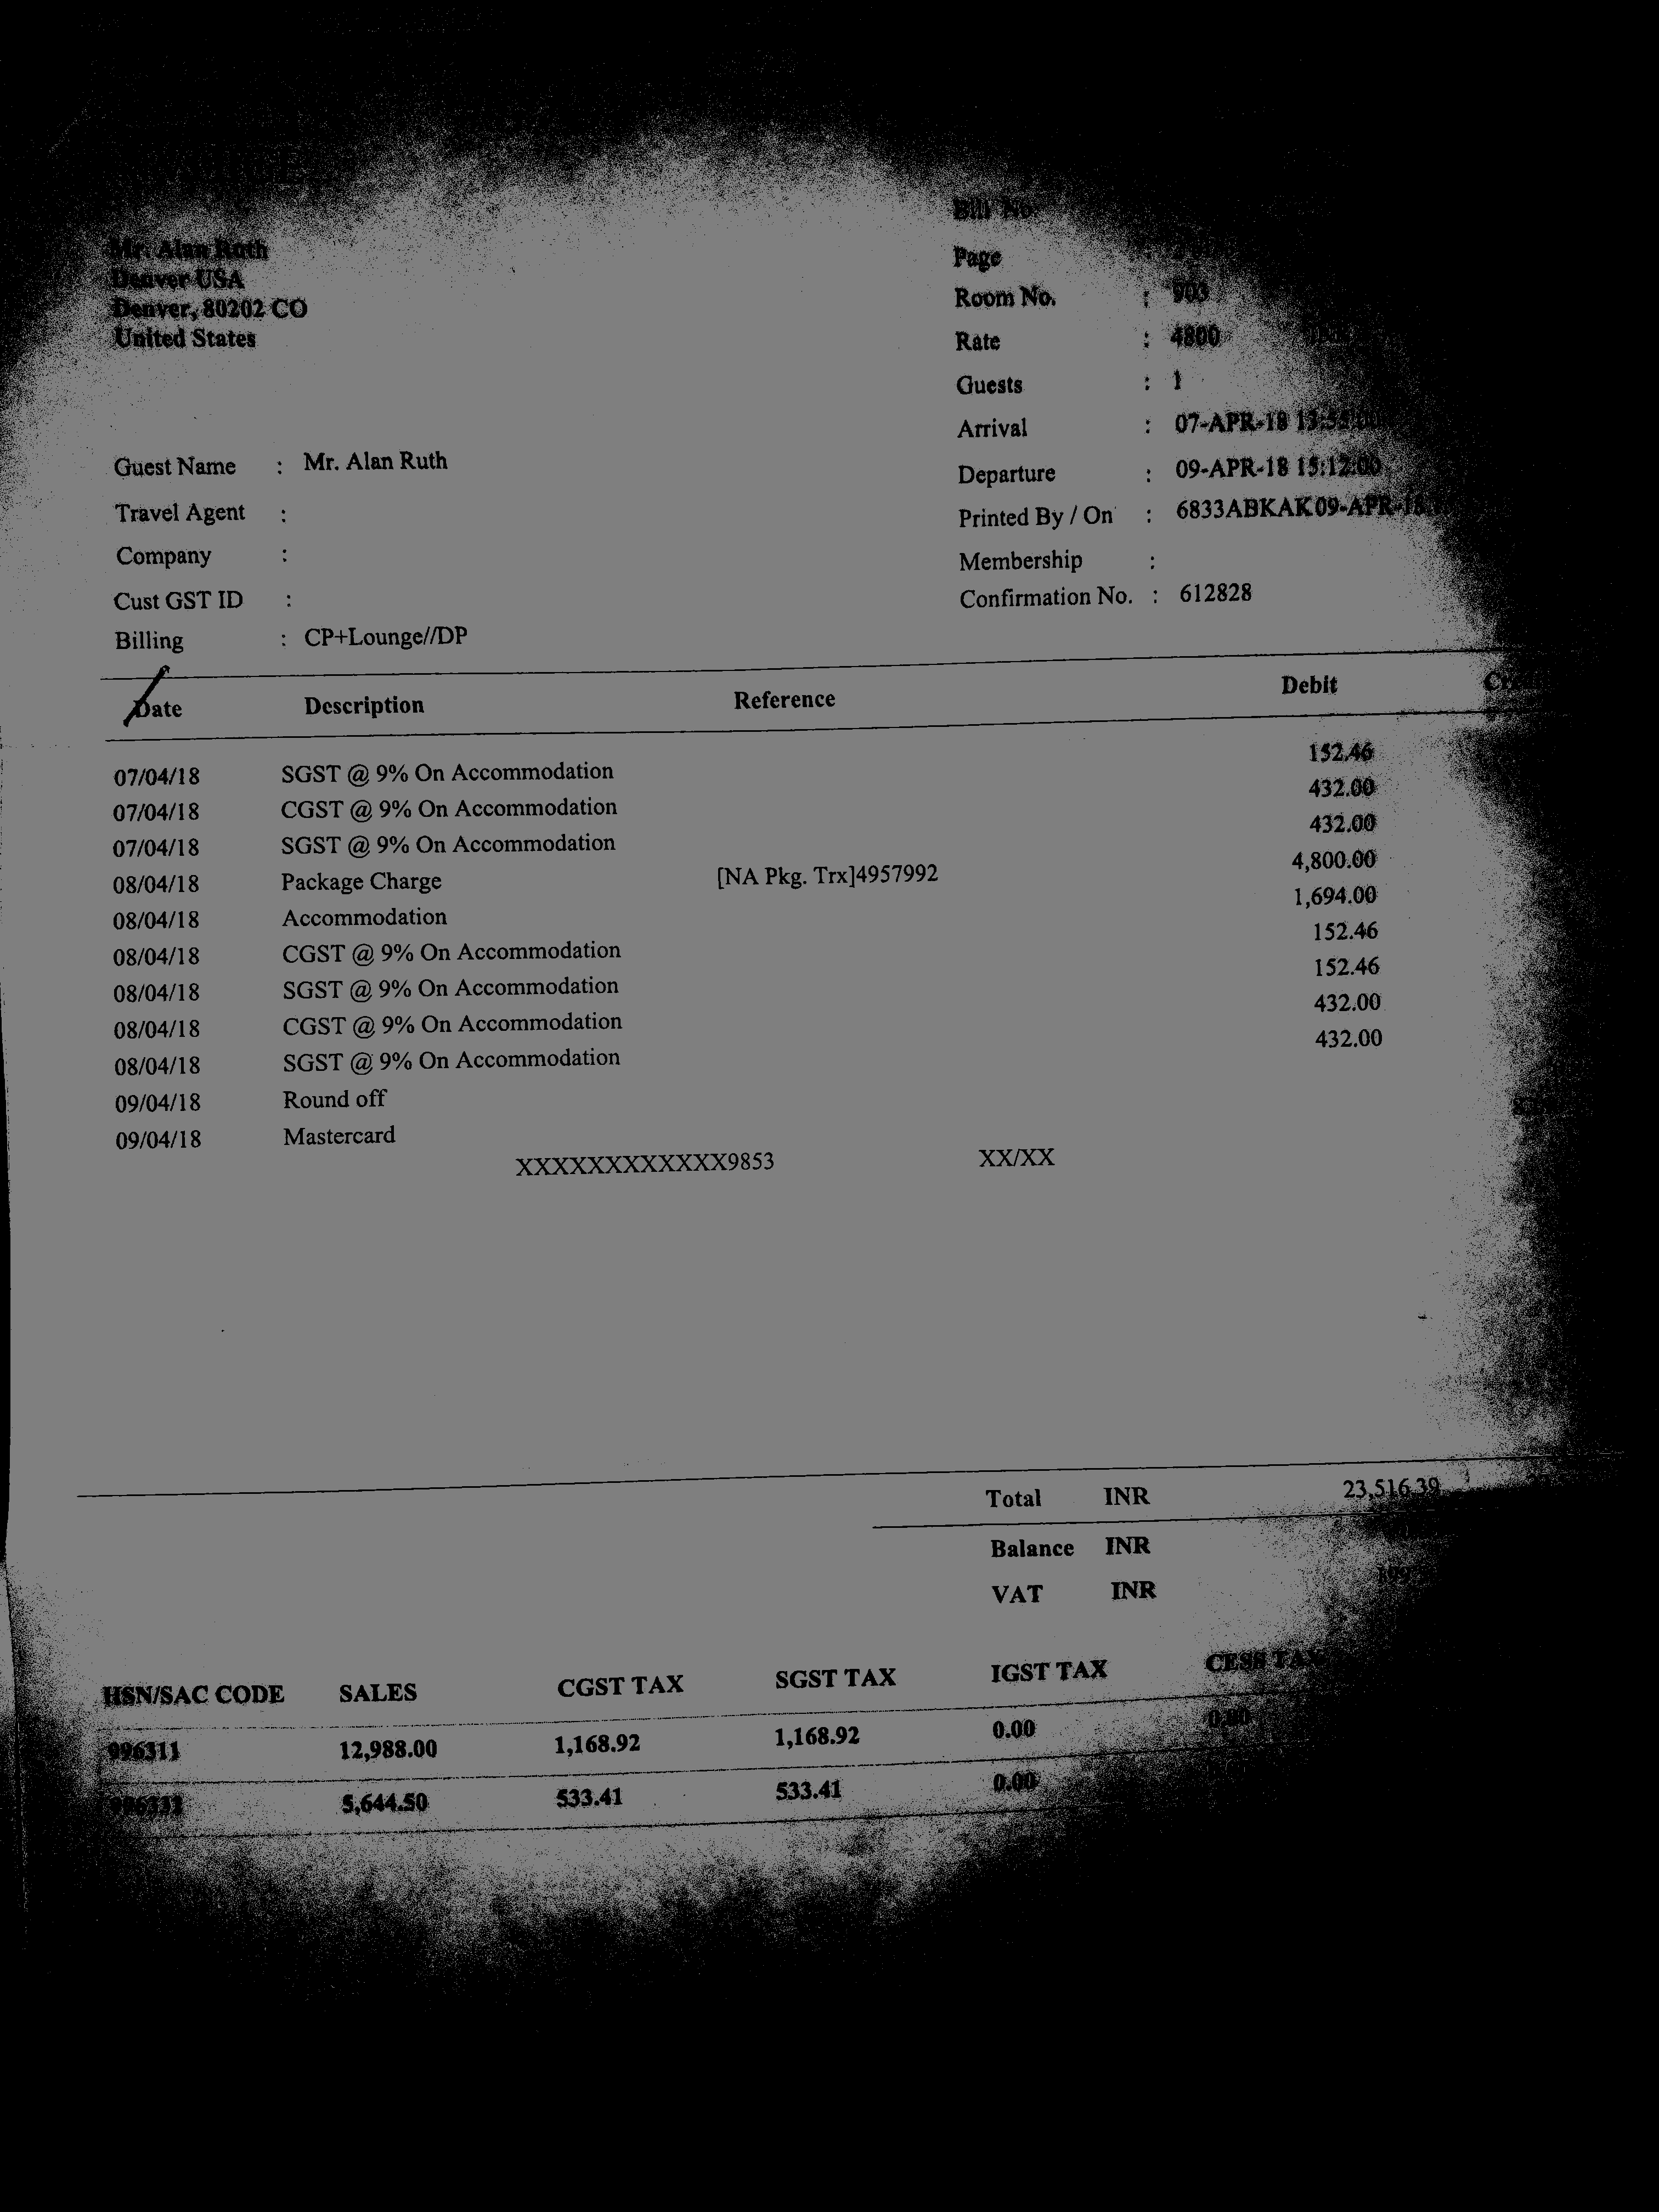 Bill No.
Mr. Alan Ruth
Denver USA
Denver, 80202 CO
United States
Page
Room No. : 903
Rate : 4800
Guests : 1
Arrival : 07-APR-18
Guest Name : Mr. Alan Ruth
Departure : 09-APR-18 15:12:00
Travel Agent :
Printed By / On : 6833ABKAK09-APR-18
Company :
Membership :
Cust GST ID :
Confirmation No. : 612828
Billing : CP+Lounge//DP
Date Description Reference Debit
07/04/18 SGST @ 9% On Accommodation 152.46
07/04/18 CGST @ 9% On Accommodation 432.00
07/04/18 SGST @ 9% On Accommodation 432.00
08/04/18 Package Charge [NA Pkg. Trx]4957992 4,800.00
08/04/18 Accommodation 1,694.00
08/04/18 CGST @ 9% On Accommodation 152.46
08/04/18 SGST @ 9% On Accommodation 152.46
08/04/18 CGST @ 9% On Accommodation 432.00
08/04/18 SGST @ 9% On Accommodation 432.00
09/04/18 Round off
09/04/18 Mastercard
XXXXXXXXXXXX9853 XX/XX
Total INR 23,516.39
Balance INR
VAT INR
HSN/SAC CODE SALES CGST TAX SGST TAX IGST TAX CESS TAX
996311 12,988.00 1,168.92 1,168.92 0.00 0.00
5,644.50 533.41 533.41 0.00